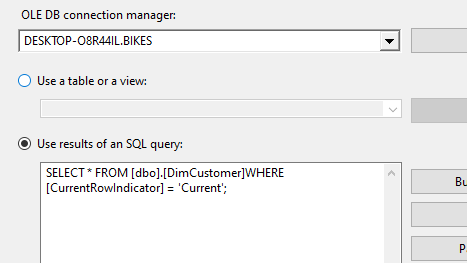 OLE DB connection manager:
DESKTOP-O8R44IL.BIKES
Use a table or a view:
Use results of an SQL query:
SELECT * FROM [dbo].[DimCustomer]WHERE
[CurrentRowIndicator] = 'Current';
Bu
P